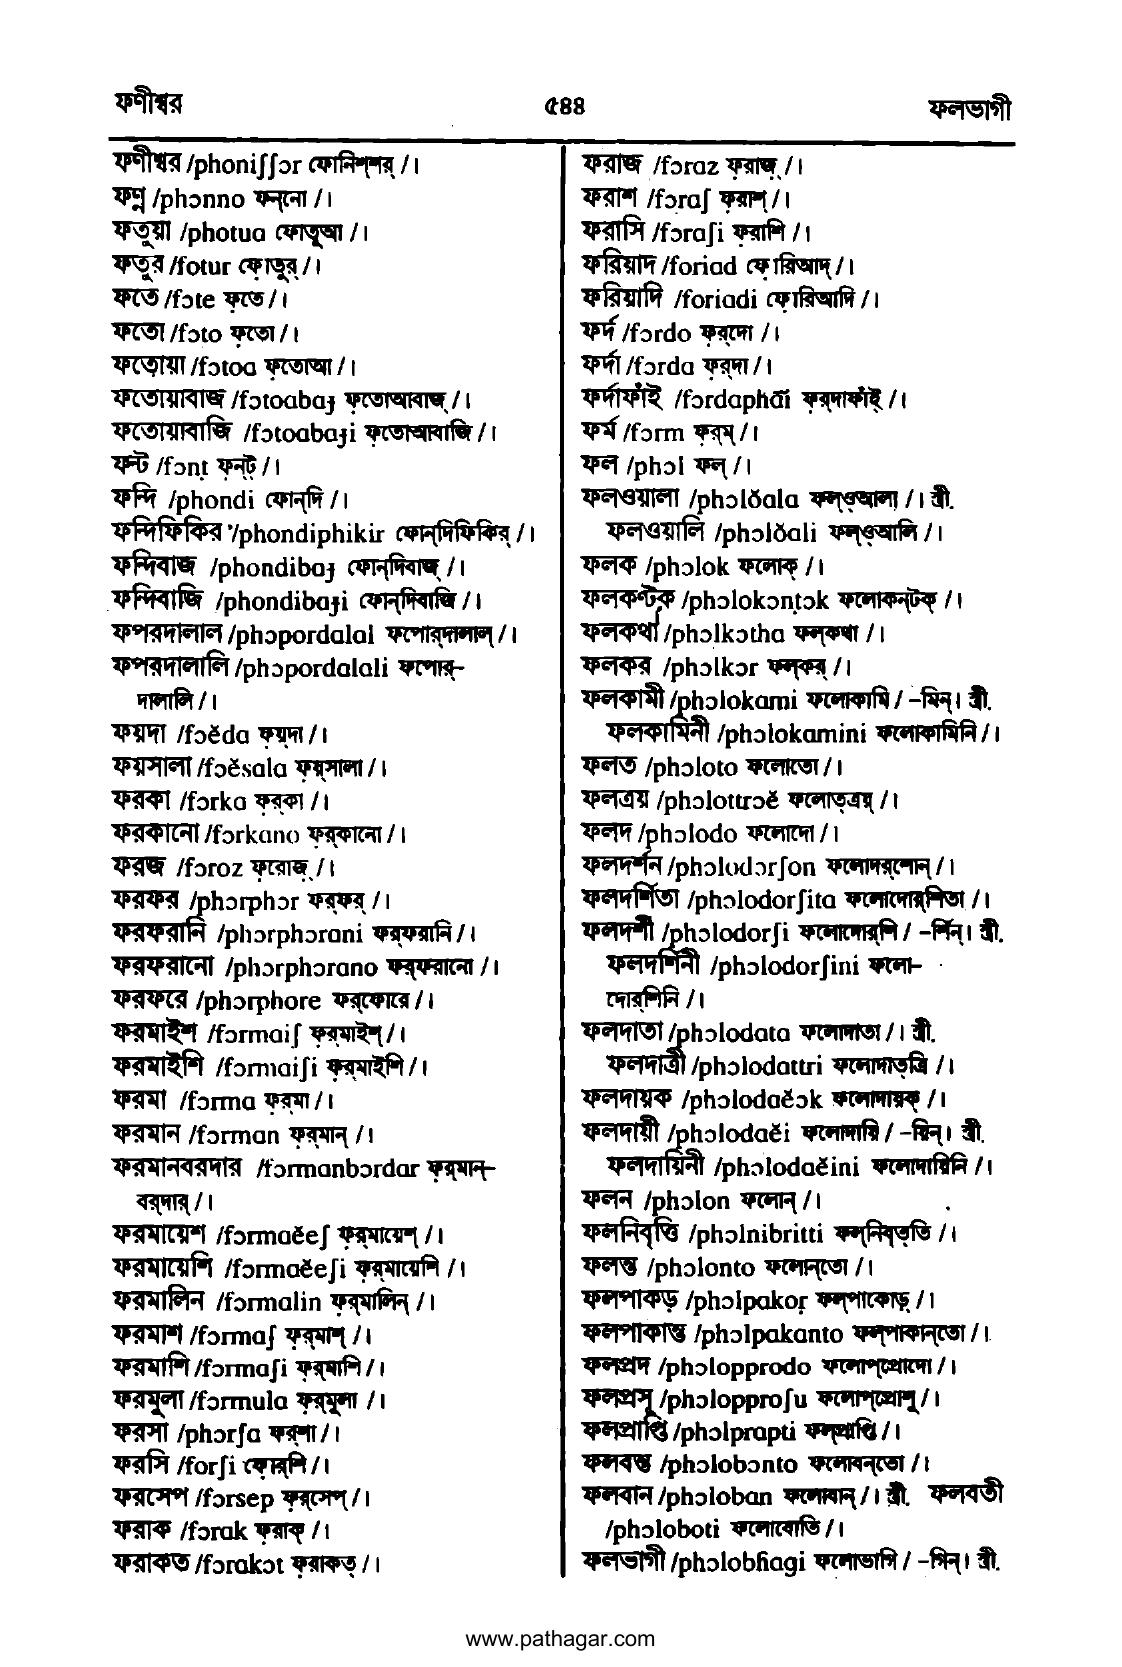 ফণীশ্বর ৫৪৪ ফলভাগী
ফণীশ্বর /phoniʃʃɔr ফোনিশ্‌শর্‌ /।
ফণ্ণ /phɔnno ফন্‌নো /।
ফতুয়া /photua ফোতুআ /।
ফতুর /fotur ফ়োতুর্‌ /।
ফতে /fɔte ফ়তে /।
ফতো /fɔto ফ়তো /।
ফতোয়া /fɔtoa ফ়তোআ /।
ফতোয়াবাজ /fɔtoabaɟ ফ়তোআবাজ্‌ /।
ফতোয়াবাজি /fɔtoabaɟi ফ়তোআবাজি /।
ফন্ট /fɔnṭ ফ়ন্‌ট্‌ /।
ফন্দি /phondi ফোন্‌দি /।
ফন্দিফিকির /phondiphikir ফোন্‌দিফিকির্‌ /।
ফন্দিবাজ /phondibaɟ ফোন্‌দিবাজ্‌ /।
ফন্দিবাজি /phondibaɟi ফোন্‌দিবাজি /।
ফপরদালাল /phɔpordalal ফপোর্‌দালাল্‌ /।
ফপরদালালি /phɔpordalali ফপোর্‌-
দালালি /।
ফয়দা /fɔĕda ফ়য়্‌দা /।
ফয়সালা /fɔĕsala ফ়য়্‌সালা /।
ফরকা /fɔrka ফ়র্‌কা /।
ফরকানো /fɔrkano ফ়র্‌কানো /।
ফরজ /fɔroz ফ়রোজ়্‌ /।
ফরফর /phɔrphɔr ফর্‌ফর্‌ /।
ফরফরানি /phɔrphɔrani ফর্‌ফরানি /।
ফরফরানো /phɔrphɔrano ফর্‌ফরানো /।
ফরফরে /phɔrphore ফর্‌ফোরে /।
ফরমাইশ /fɔrmaiʃ ফ়র্‌মাইশ্‌ /।
ফরমাইশি /fɔrmaiʃi ফ়র্‌মাইশি /।
ফরমা /fɔrma ফ়র্‌মা /।
ফরমান /fɔrman ফ়র্‌মান্‌ /।
ফরমানবরদার /fɔrmanbɔrdar ফ়র্‌মান্‌-
বর্‌দার্‌ /।
ফরমায়েশ /fɔrmaĕeʃ ফ়র্‌মায়েশ্‌ /।
ফরমায়েশি /fɔrmaĕeʃi ফ়র্‌মায়েশি /।
ফরমালিন /fɔrmalin ফ়র্‌মালিন্‌ /।
ফরমাশ /fɔrmaʃ ফ়র্‌মাশ্‌ /।
ফরমাশি /fɔrmaʃi ফ়র্‌মাশি /।
ফরমুলা /fɔrmula ফ়র্‌মুলা /।
ফরসা /phɔrʃa ফ়র্‌শা /।
ফরসি /forʃi ফ়োর্‌শি /।
ফরসেপ /fɔrsep ফ়র্‌সেপ্‌ /।
ফরাক /fɔrak ফ়রাক্‌ /।
ফরাকত /fɔrakɔt ফ়রাকত্‌ /।
ফরাজ /fɔraz ফ়রাজ়্‌ /।
ফরাশ /fɔraʃ ফ়রাশ্‌ /।
ফরাসি /fɔraʃi ফ়রাশি /।
ফরিয়াদ /foriad ফ়োরিআদ্‌ /।
ফরিয়াদি /foriadi ফ়োরিআদি /।
ফর্দ /fɔrdo ফ়র্‌দো /।
ফর্দা /fɔrda ফ়র্‌দা /।
ফর্দাফাঁই /fɔrdaphãĩ ফ়র্‌দাফাঁই /।
ফর্ম /fɔrm ফ়র্‌ম্‌ /।
ফল /phɔl ফল্‌ /।
ফলওয়ালা /phɔlŏala ফল্‌ও্‌আলা /। স্ত্রী.
ফলওয়ালি /phɔlŏali ফল্‌ও্‌আলি /।
ফলক /phɔlok ফলোক্‌ /।
ফলকণ্টক /phɔlokɔnṭɔk ফলোকন্‌টক্‌ /।
ফলকথা /phɔlkɔtha ফল্‌কথা /।
ফলকর /phɔlkɔr ফল্‌কর্‌ /।
ফলকামী /phɔlokami ফলোকামি / -মিন্‌। স্ত্রী.
ফলকামিনী /phɔlokamini ফলোকামিনি /।
ফলত /phɔloto ফলোতো /।
ফলত্রয় /phɔlottrɔĕ ফলোত্‌ত্রয়্‌ /।
ফলদ /phɔlodo ফলোদো /।
ফলদর্শন /phɔlodɔrʃon ফলোদর্‌শোন্‌ /।
ফলদর্শিতা /phɔlodorʃita ফলোদোর্‌শিতা /।
ফলদর্শী /phɔlodorʃi ফলোদোর্‌শি / -র্শিন্‌। স্ত্রী.
ফলদর্শিনী /phɔlodorʃini ফলো-
দোর্‌শিনি /।
ফলদাতা /phɔlodata ফলোদাতা /। স্ত্রী.
ফলদাত্রী /phɔlodattri ফলোদাত্‌ত্রি /।
ফলদায়ক /phɔlodaĕɔk ফলোদায়ক্‌ /।
ফলদায়ী /phɔlodaĕi ফলোদায়ি / -য়িন্‌। স্ত্রী.
ফলদায়িনী /phɔlodaĕini ফলোদায়িনি /।
ফলন /phɔlon ফলোন্‌ /।
ফলনিবৃত্তি /phɔlnibritti ফল্‌নিবৃত্‌তি /।
ফলন্ত /phɔlonto ফলোন্‌তো /।
ফলপাকড় /phɔlpakoṛ ফল্‌পাকোড়্‌ /।
ফলপাকান্ত /phɔlpakanto ফল্‌পাকান্‌তো /।
ফলপ্রদ /phɔlopprodo ফলোপ্‌প্রোদো /।
ফলপ্রসূ /phɔlopproʃu ফলোপ্‌প্রোশু /।
ফলপ্রাপ্তি /phɔlprapti ফল্‌প্রাপ্তি /।
ফলবন্ত /phɔlobɔnto ফলোবন্‌তো /।
ফলবান /phɔloban ফলোবান্‌ /। স্ত্রী. ফলবতী
/phɔloboti ফলোবোতি /।
ফলভাগী /phɔlobɦagi ফলোভাগি / -গিন্‌। স্ত্রী.
www.pathagar.com